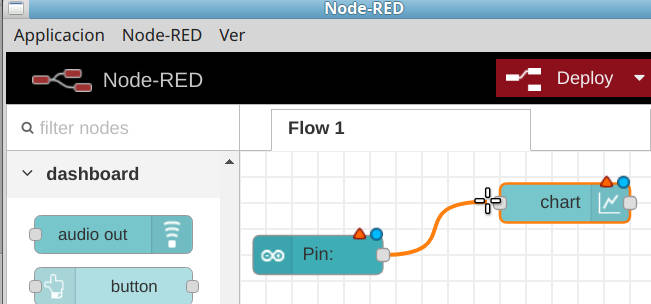 Node-RED
Applicacion Node-RED Ver
Node-RED
Deploy
filter nodes
Flow 1
dashboard
chart
audio out
Pin:
button